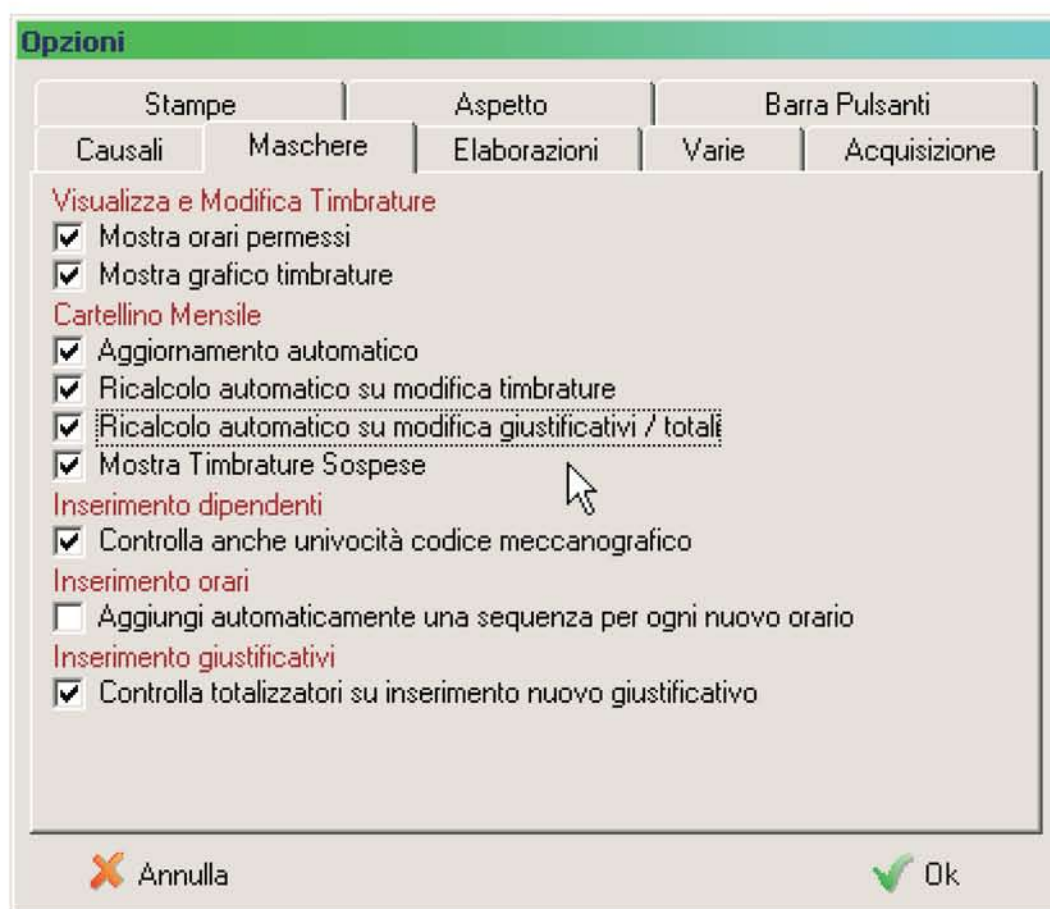 Opzioni
Stampe Aspetto Barra Pulsanti
Causali Maschere Elaborazioni Varie Acquisizione
Visualizza e Modifica Timbrature
Mostra orari permessi
Mostra grafico timbrature
Cartellino Mensile
Aggiornamento automatico
Ricalcolo automatico su modifica timbrature
Ricalcolo automatico su modifica giustificativi / totali
Mostra Timbrature Sospese
Inserimento dipendenti
Controlla anche univocità codice meccanografico
Inserimento orari
Aggiungi automaticamente una sequenza per ogni nuovo orario
Inserimento giustificativi
Controlla totalizzatori su inserimento nuovo giustificativo
Annulla Ok